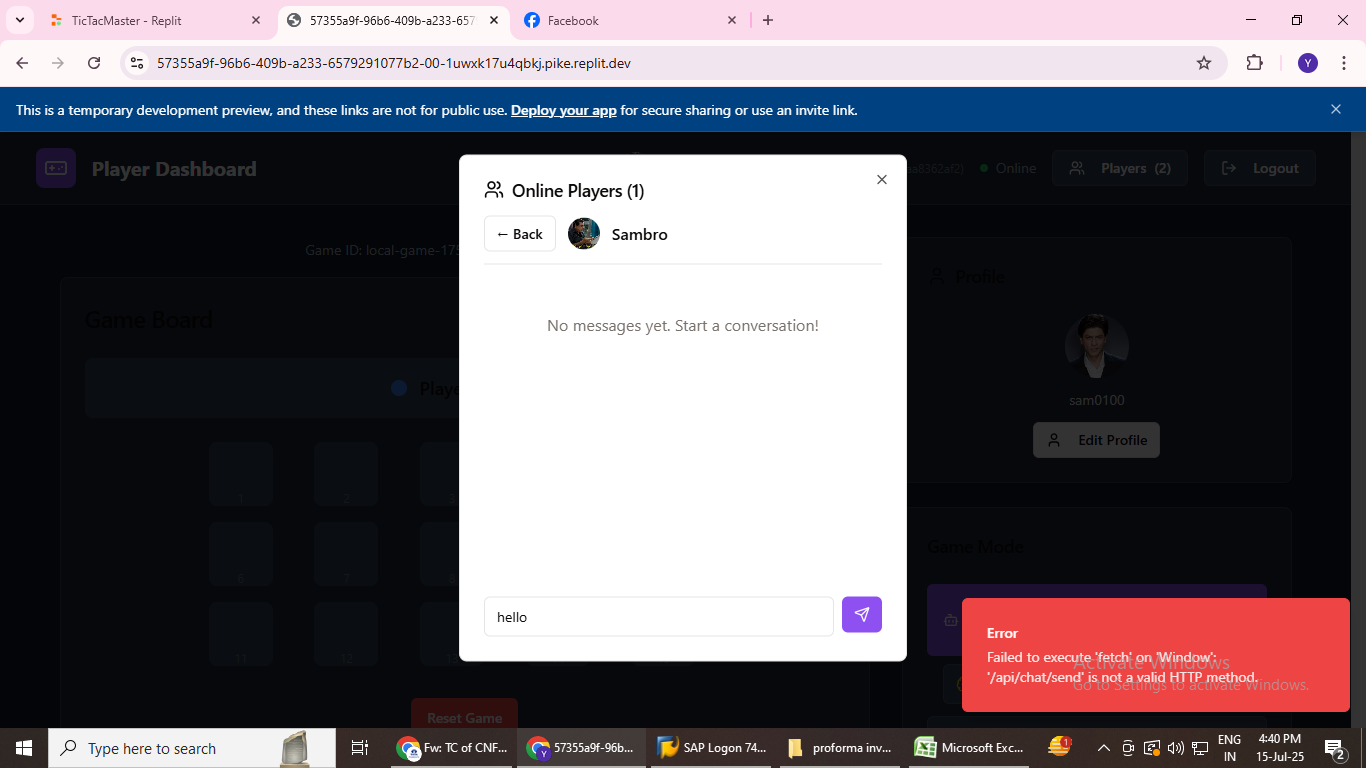 TicTacMaster - Replit
57355a9f-96b6-409b-a233-657
Facebook
57355a9f-96b6-409b-a233-6579291077b2-00-1uwxk17u4qbkj.pike.replit.dev
Y
This is a temporary development preview, and these links are not for public use. Deploy your app for secure sharing or use an invite link.
Player Dashboard
aa8362af2)
Online
Players (2)
Logout
Online Players (1)
← Back
Sambro
No messages yet. Start a conversation!
hello
Game ID: local-game-175
Game Board
Playe
1
2
3
6
7
8
11
12
13
Reset Game
Profile
sam0100
Edit Profile
Game Mode
Error
Failed to execute 'fetch' on 'Window':
'/api/chat/send' is not a valid HTTP method.
Activate Windows
Go to Settings to activate Windows.
Type here to search
Fw: TC of CNF...
57355a9f-96b...
SAP Logon 74...
proforma inv...
Microsoft Exc...
1
ENG
IN
4:40 PM
15-Jul-25
2